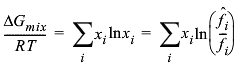 ΔG_mix / RT = ∑_i x_i ln x_i = ∑_i x_i ln( f̂_i / f_i )